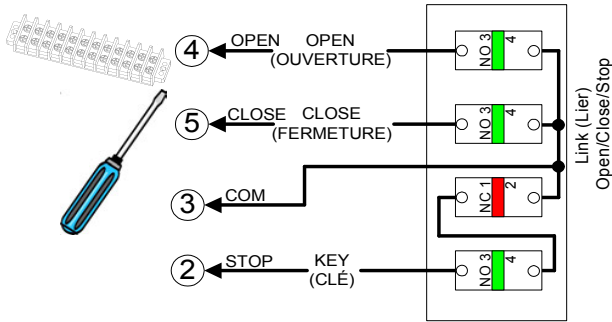 4 OPEN OPEN NO 3 4
(OUVERTURE)
5 CLOSE CLOSE NO 3 4
(FERMETURE)
3 COM NC 1 2
2 STOP KEY NO 3 4
(CLÉ)
Link (Lier)
Open/Close/Stop